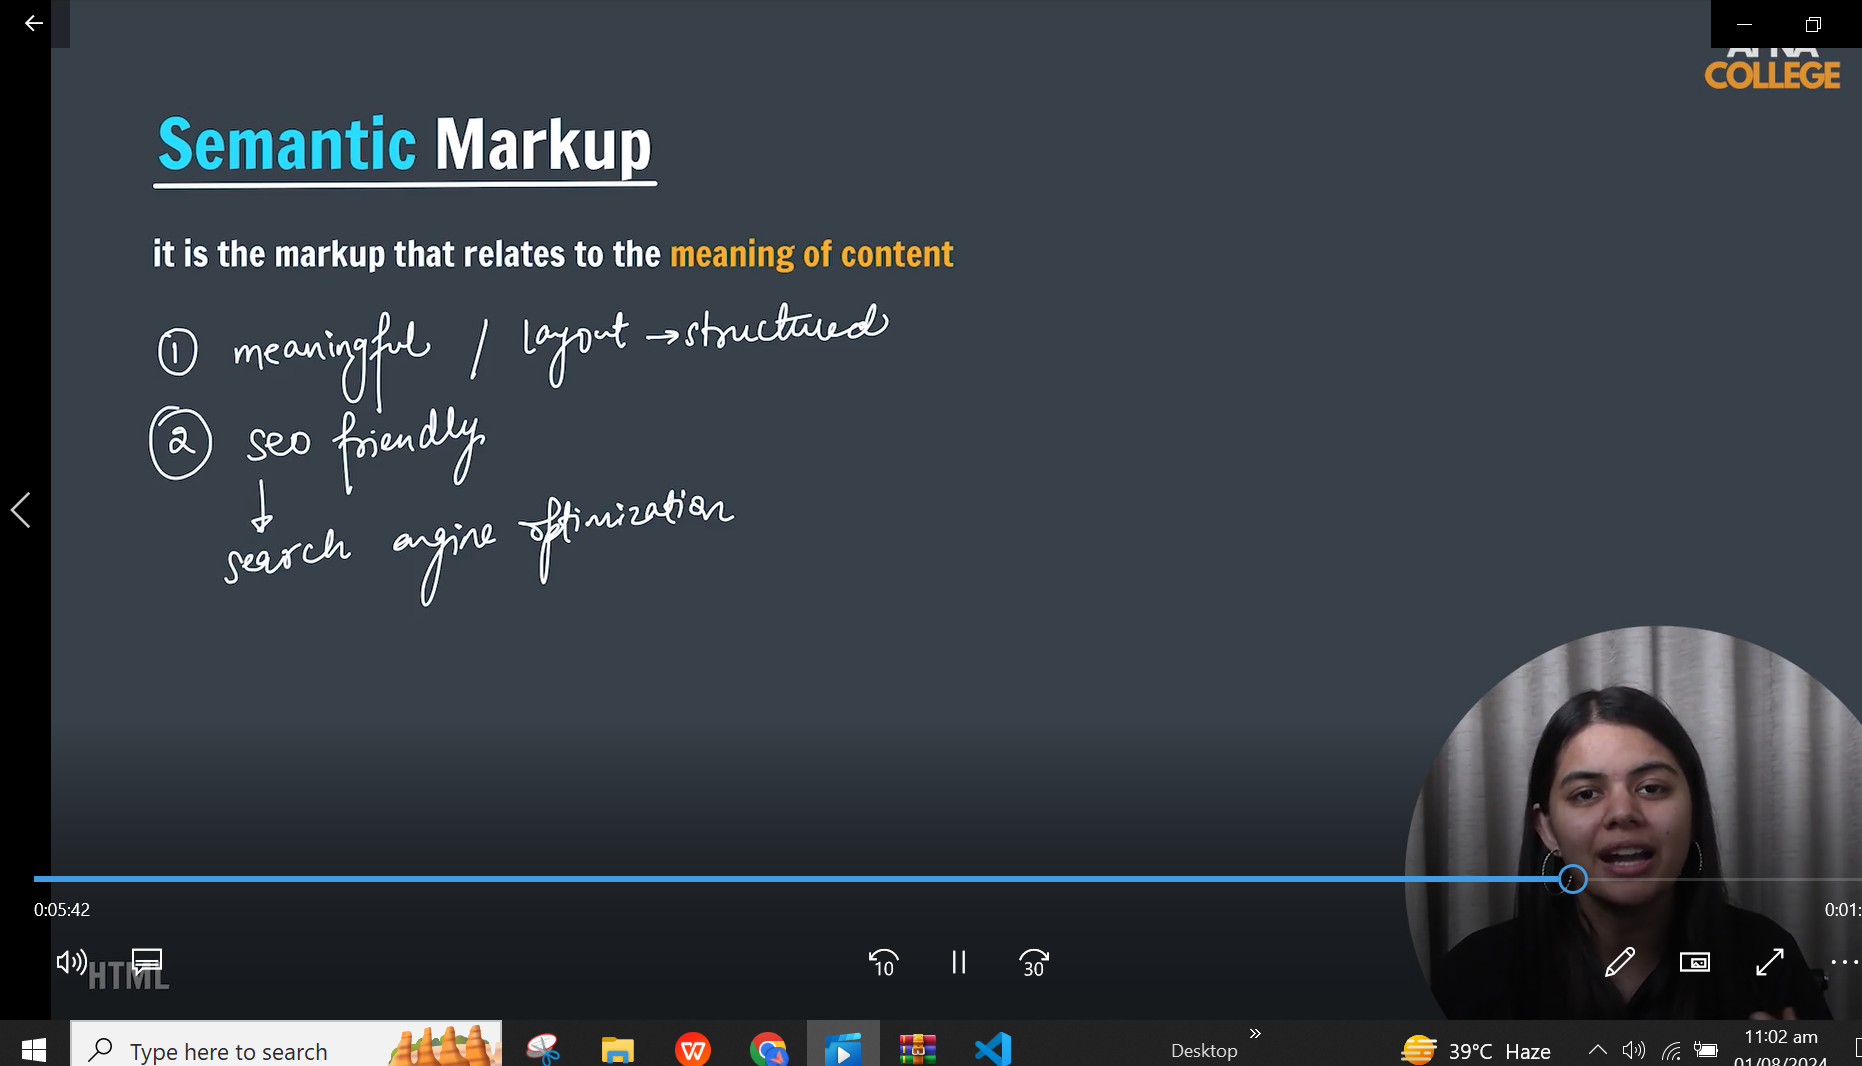 COLLEGE
Semantic Markup
it is the markup that relates to the meaning of content
1 meaningful / layout → structured
2 seo friendly
↓
search engine optimization
0:05:42
0:01:
HTML
10
30
Type here to search
Desktop
39°C Haze
11:02 am
01/08/2024